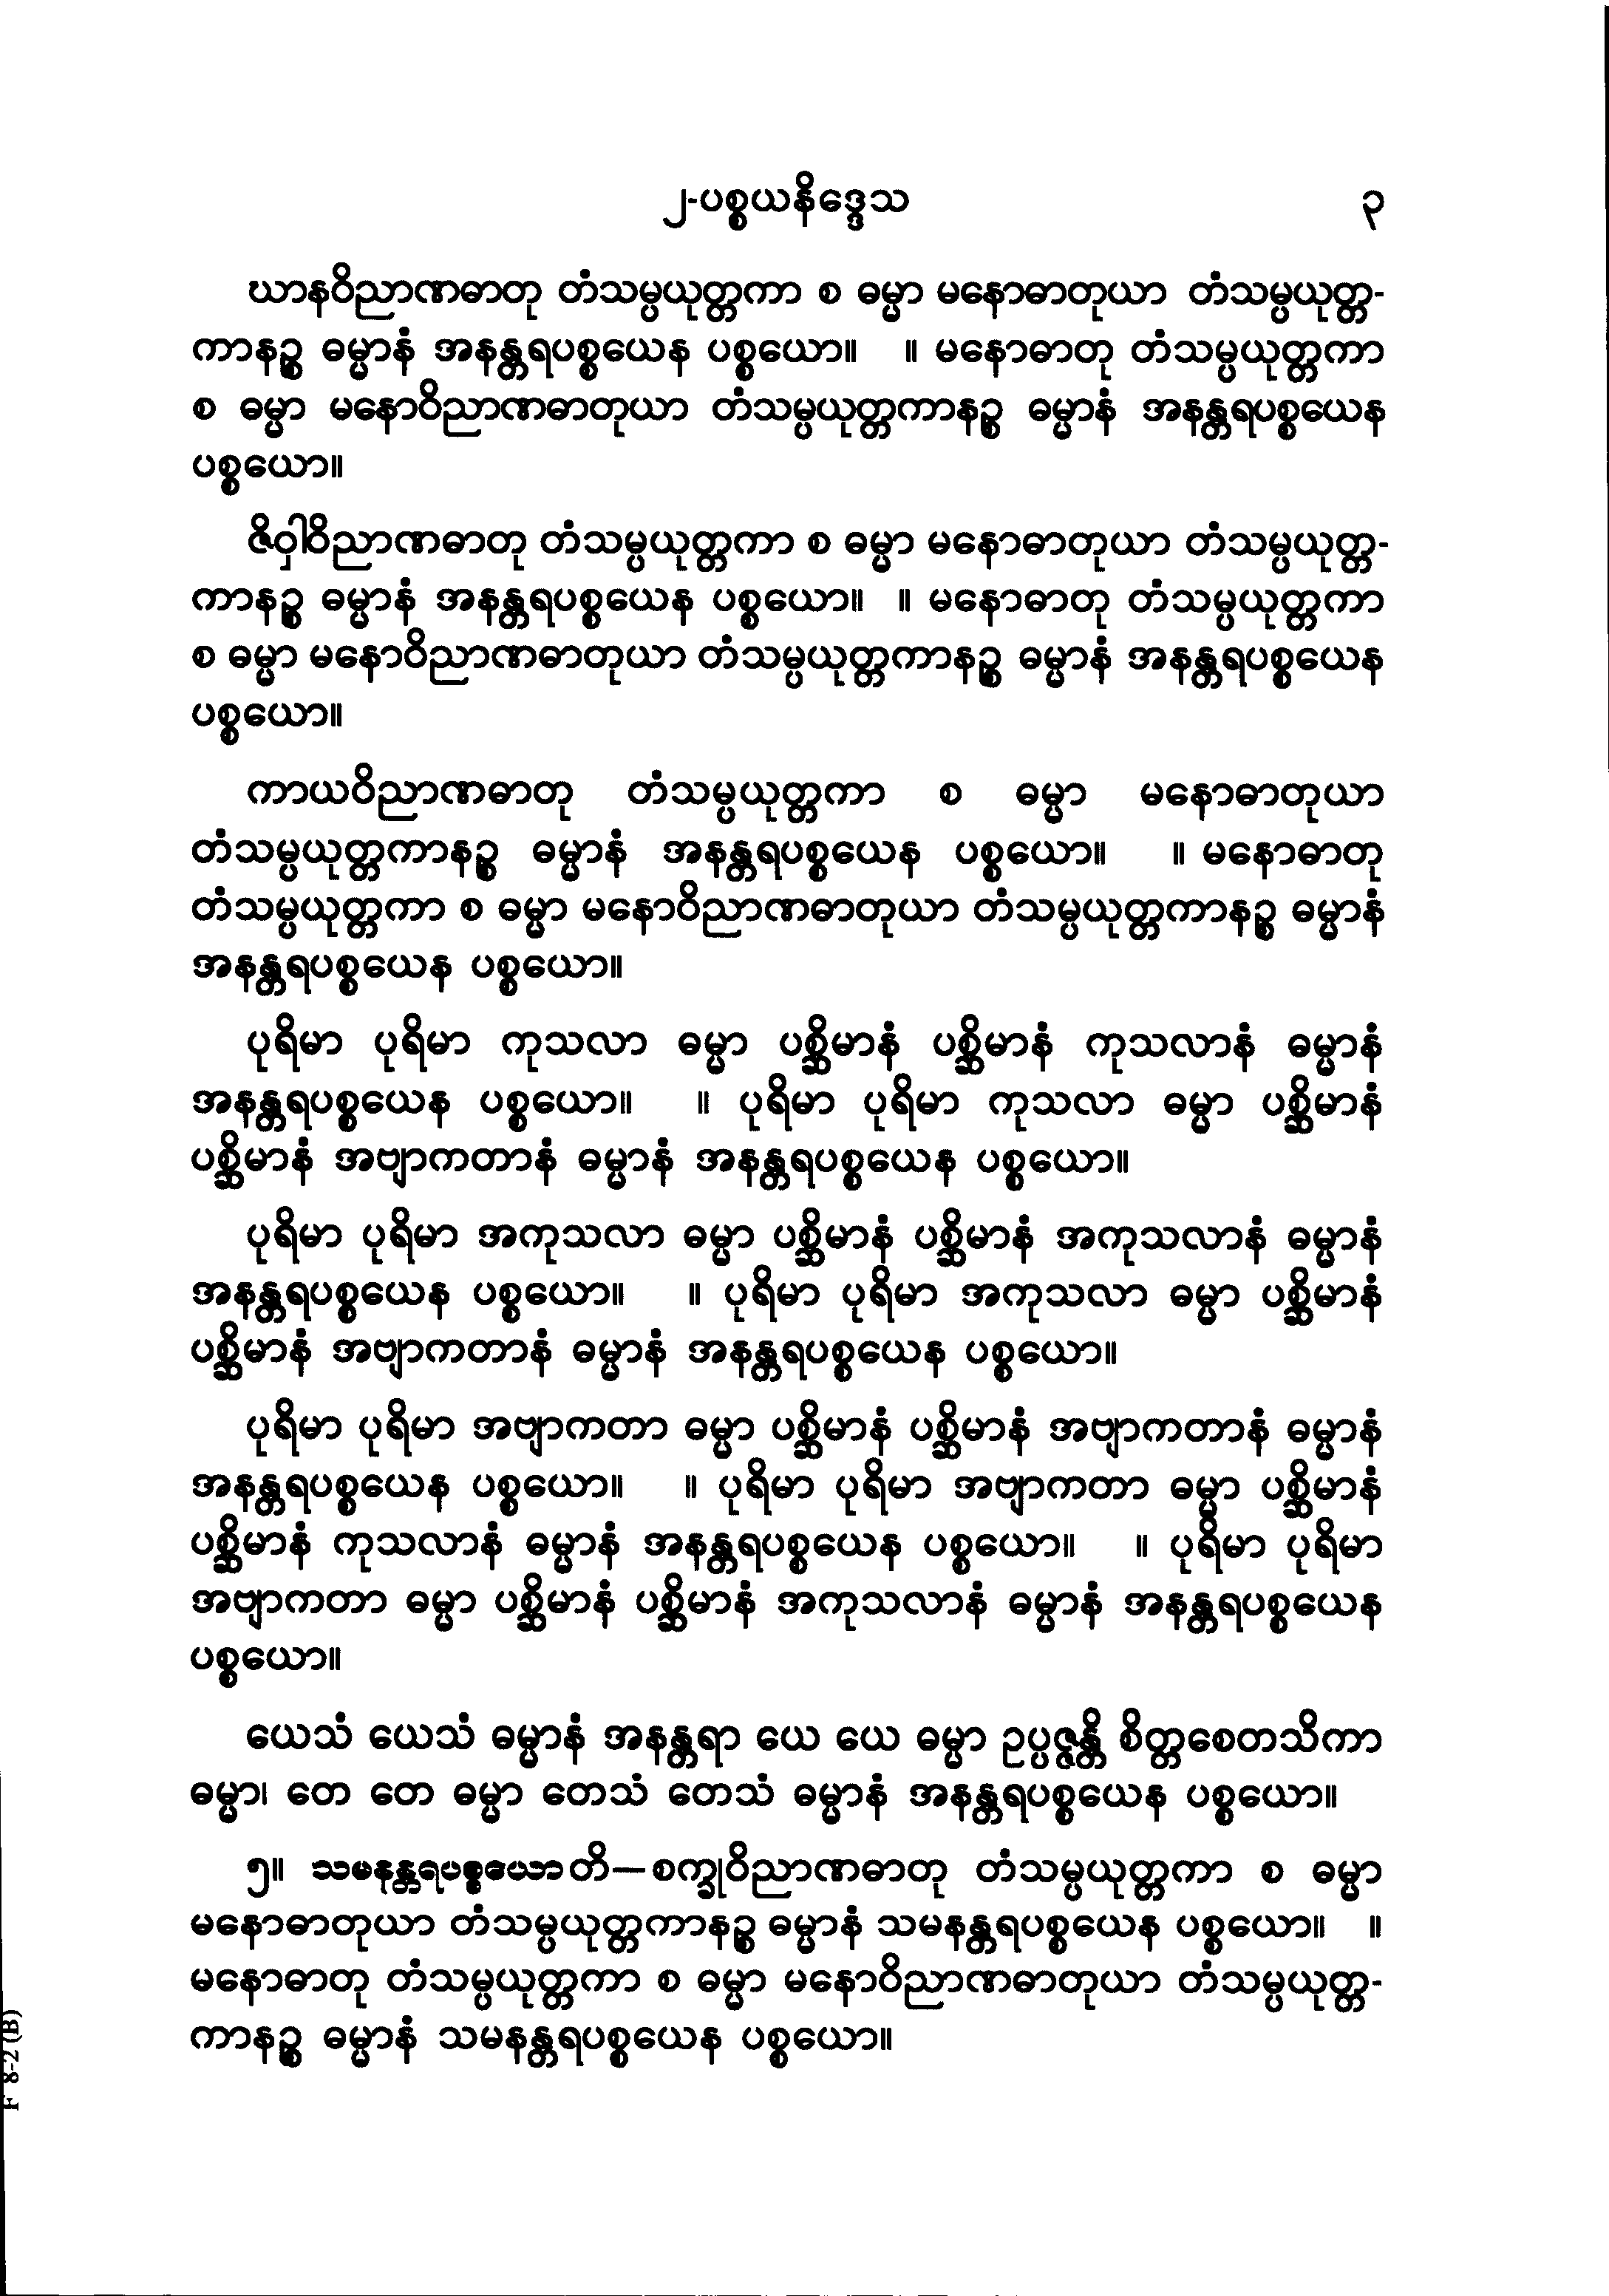 ၂-ပစ္စယနိဒ္ဒေသ ၃
ဃာနဝိညာဏဓာတု တံသမ္ပယုတ္တကာ စ ဓမ္မာ မနောဓာတုယာ တံသမ္ပယုတ္တ-
ကာနဉ္စ ဓမ္မာနံ အနန္တရပစ္စယေန ပစ္စယော။ ။ မနောဓာတု တံသမ္ပယုတ္တကာ
စ ဓမ္မာ မနောဝိညာဏဓာတုယာ တံသမ္ပယုတ္တကာနဉ္စ ဓမ္မာနံ အနန္တရပစ္စယေန
ပစ္စယော။
ဇိဝှါဝိညာဏဓာတု တံသမ္ပယုတ္တကာ စ ဓမ္မာ မနောဓာတုယာ တံသမ္ပယုတ္တ-
ကာနဉ္စ ဓမ္မာနံ အနန္တရပစ္စယေန ပစ္စယော။ ။ မနောဓာတု တံသမ္ပယုတ္တကာ
စ ဓမ္မာ မနောဝိညာဏဓာတုယာ တံသမ္ပယုတ္တကာနဉ္စ ဓမ္မာနံ အနန္တရပစ္စယေန
ပစ္စယော။
ကာယဝိညာဏဓာတု တံသမ္ပယုတ္တကာ စ ဓမ္မာ မနောဓာတုယာ
တံသမ္ပယုတ္တကာနဉ္စ ဓမ္မာနံ အနန္တရပစ္စယေန ပစ္စယော။ ။ မနောဓာတု
တံသမ္ပယုတ္တကာ စ ဓမ္မာ မနောဝိညာဏဓာတုယာ တံသမ္ပယုတ္တကာနဉ္စ ဓမ္မာနံ
အနန္တရပစ္စယေန ပစ္စယော။
ပုရိမာ ပုရိမာ ကုသလာ ဓမ္မာ ပစ္ဆိမာနံ ပစ္ဆိမာနံ ကုသလာနံ ဓမ္မာနံ
အနန္တရပစ္စယေန ပစ္စယော။ ။ ပုရိမာ ပုရိမာ ကုသလာ ဓမ္မာ ပစ္ဆိမာနံ
ပစ္ဆိမာနံ အဗျာကတာနံ ဓမ္မာနံ အနန္တရပစ္စယေန ပစ္စယော။
ပုရိမာ ပုရိမာ အကုသလာ ဓမ္မာ ပစ္ဆိမာနံ ပစ္ဆိမာနံ အကုသလာနံ ဓမ္မာနံ
အနန္တရပစ္စယေန ပစ္စယော။ ။ ပုရိမာ ပုရိမာ အကုသလာ ဓမ္မာ ပစ္ဆိမာနံ
ပစ္ဆိမာနံ အဗျာကတာနံ ဓမ္မာနံ အနန္တရပစ္စယေန ပစ္စယော။
ပုရိမာ ပုရိမာ အဗျာကတာ ဓမ္မာ ပစ္ဆိမာနံ ပစ္ဆိမာနံ အဗျာကတာနံ ဓမ္မာနံ
အနန္တရပစ္စယေန ပစ္စယော။ ။ ပုရိမာ ပုရိမာ အဗျာကတာ ဓမ္မာ ပစ္ဆိမာနံ
ပစ္ဆိမာနံ ကုသလာနံ ဓမ္မာနံ အနန္တရပစ္စယေန ပစ္စယော။ ။ ပုရိမာ ပုရိမာ
အဗျာကတာ ဓမ္မာ ပစ္ဆိမာနံ ပစ္ဆိမာနံ အကုသလာနံ ဓမ္မာနံ အနန္တရပစ္စယေန
ပစ္စယော။
ယေသံ ယေသံ ဓမ္မာနံ အနန္တရာ ယေ ယေ ဓမ္မာ ဥပ္ပဇ္ဇန္တိ စိတ္တစေတသိကာ
ဓမ္မာ၊ တေ တေ ဓမ္မာ တေသံ တေသံ ဓမ္မာနံ အနန္တရပစ္စယေန ပစ္စယော။
၅။ သမနန္တရပစ္စယောတိ—စက္ခုဝိညာဏဓာတု တံသမ္ပယုတ္တကာ စ ဓမ္မာ
မနောဓာတုယာ တံသမ္ပယုတ္တကာနဉ္စ ဓမ္မာနံ သမနန္တရပစ္စယေန ပစ္စယော။ ။
မနောဓာတု တံသမ္ပယုတ္တကာ စ ဓမ္မာ မနောဝိညာဏဓာတုယာ တံသမ္ပယုတ္တ-
ကာနဉ္စ ဓမ္မာနံ သမနန္တရပစ္စယေန ပစ္စယော။
F 8-2 (B)